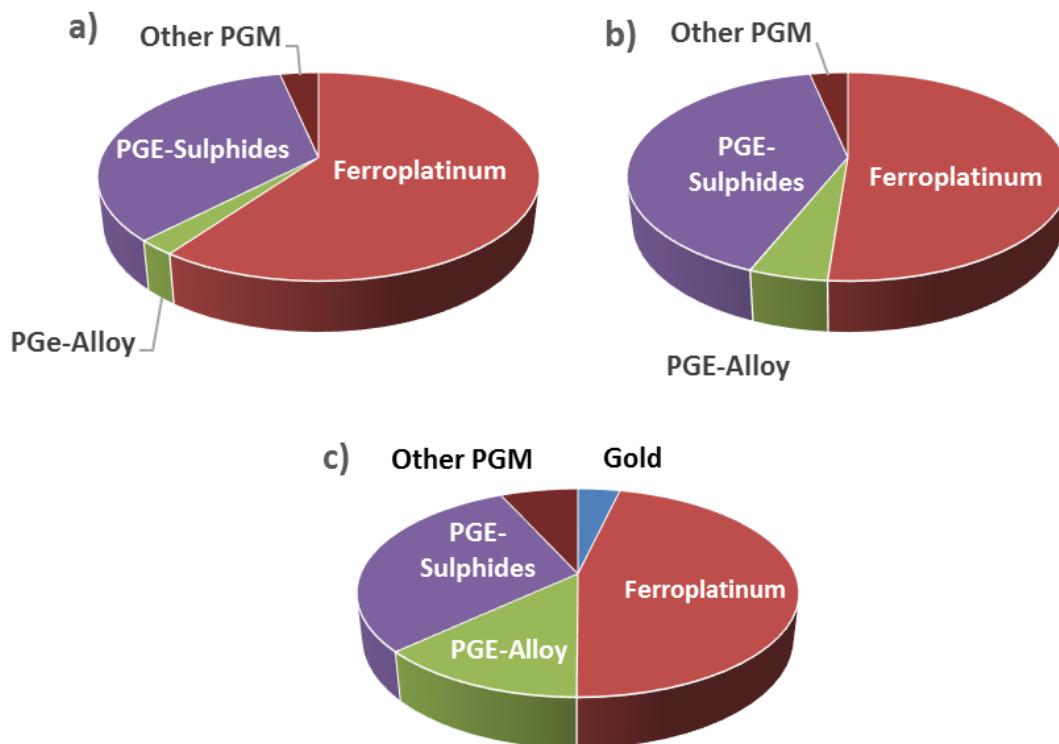 a)
Other PGM
PGE-Sulphides
Ferroplatinum
PGe-Alloy
b)
Other PGM
PGE-
Sulphides
Ferroplatinum
PGE-Alloy
c)
Other PGM
Gold
PGE-
Sulphides
Ferroplatinum
PGE-Alloy